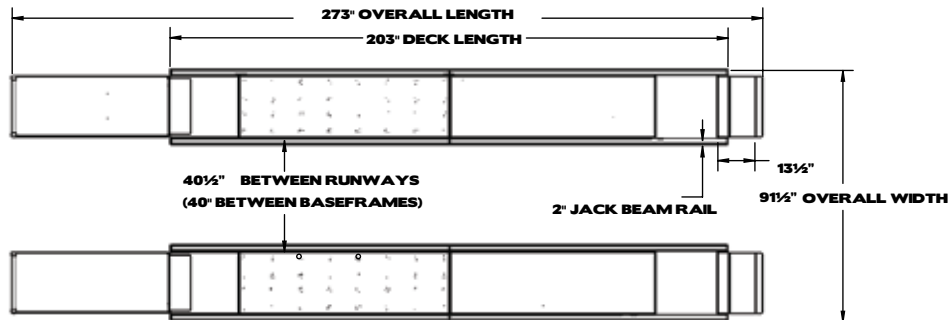 273" OVERALL LENGTH
203" DECK LENGTH
40½" BETWEEN RUNWAYS
(40" BETWEEN BASEFRAMES)
2" JACK BEAM RAIL
13½"
91½" OVERALL WIDTH